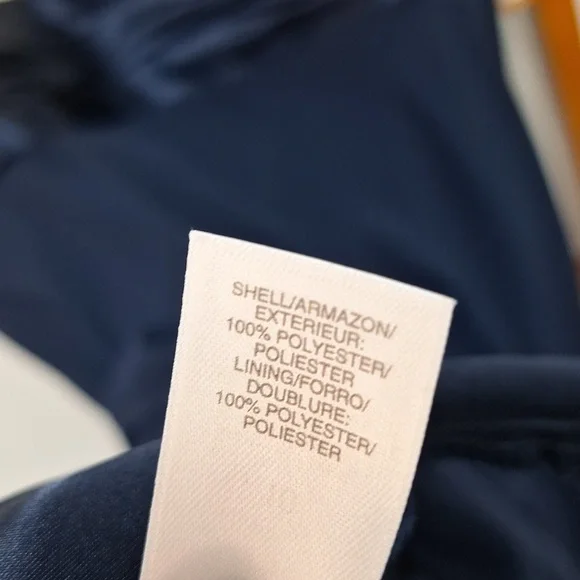 SHELL/ARMAZON/
EXTERIEUR:
100% POLYESTER/
POLIESTER
LINING/FORRO/
DOUBLURE:
100% POLYESTER/
POLIESTER